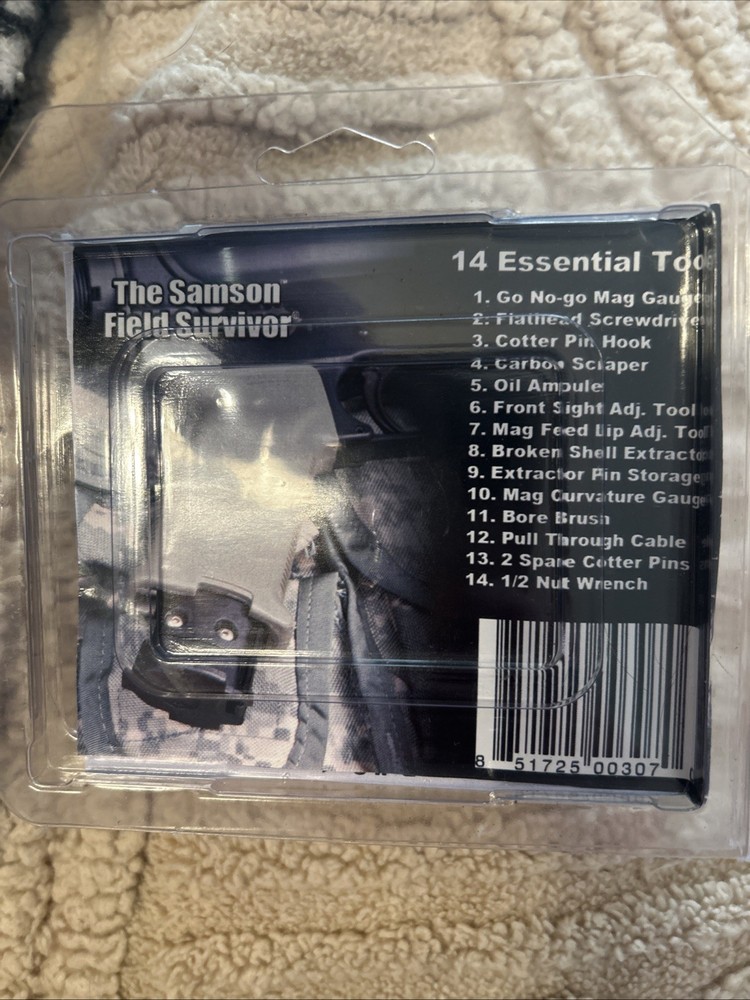 The Samson
Field Survivor®
14 Essential Too
1. Go No-go Mag Gauge
2. Flathead Screwdrive
3. Cotter Pin Hook
4. Carbon Scraper
5. Oil Ampule
6. Front Sight Adj. Tool
7. Mag Feed Lip Adj. Tool
8. Broken Shell Extracto
9. Extractor Pin Storage
10. Mag Curvature Gauge
11. Bore Brush
12. Pull Through Cable
13. 2 Spare Cotter Pins
14. 1/2 Nut Wrench
8 51725 00307